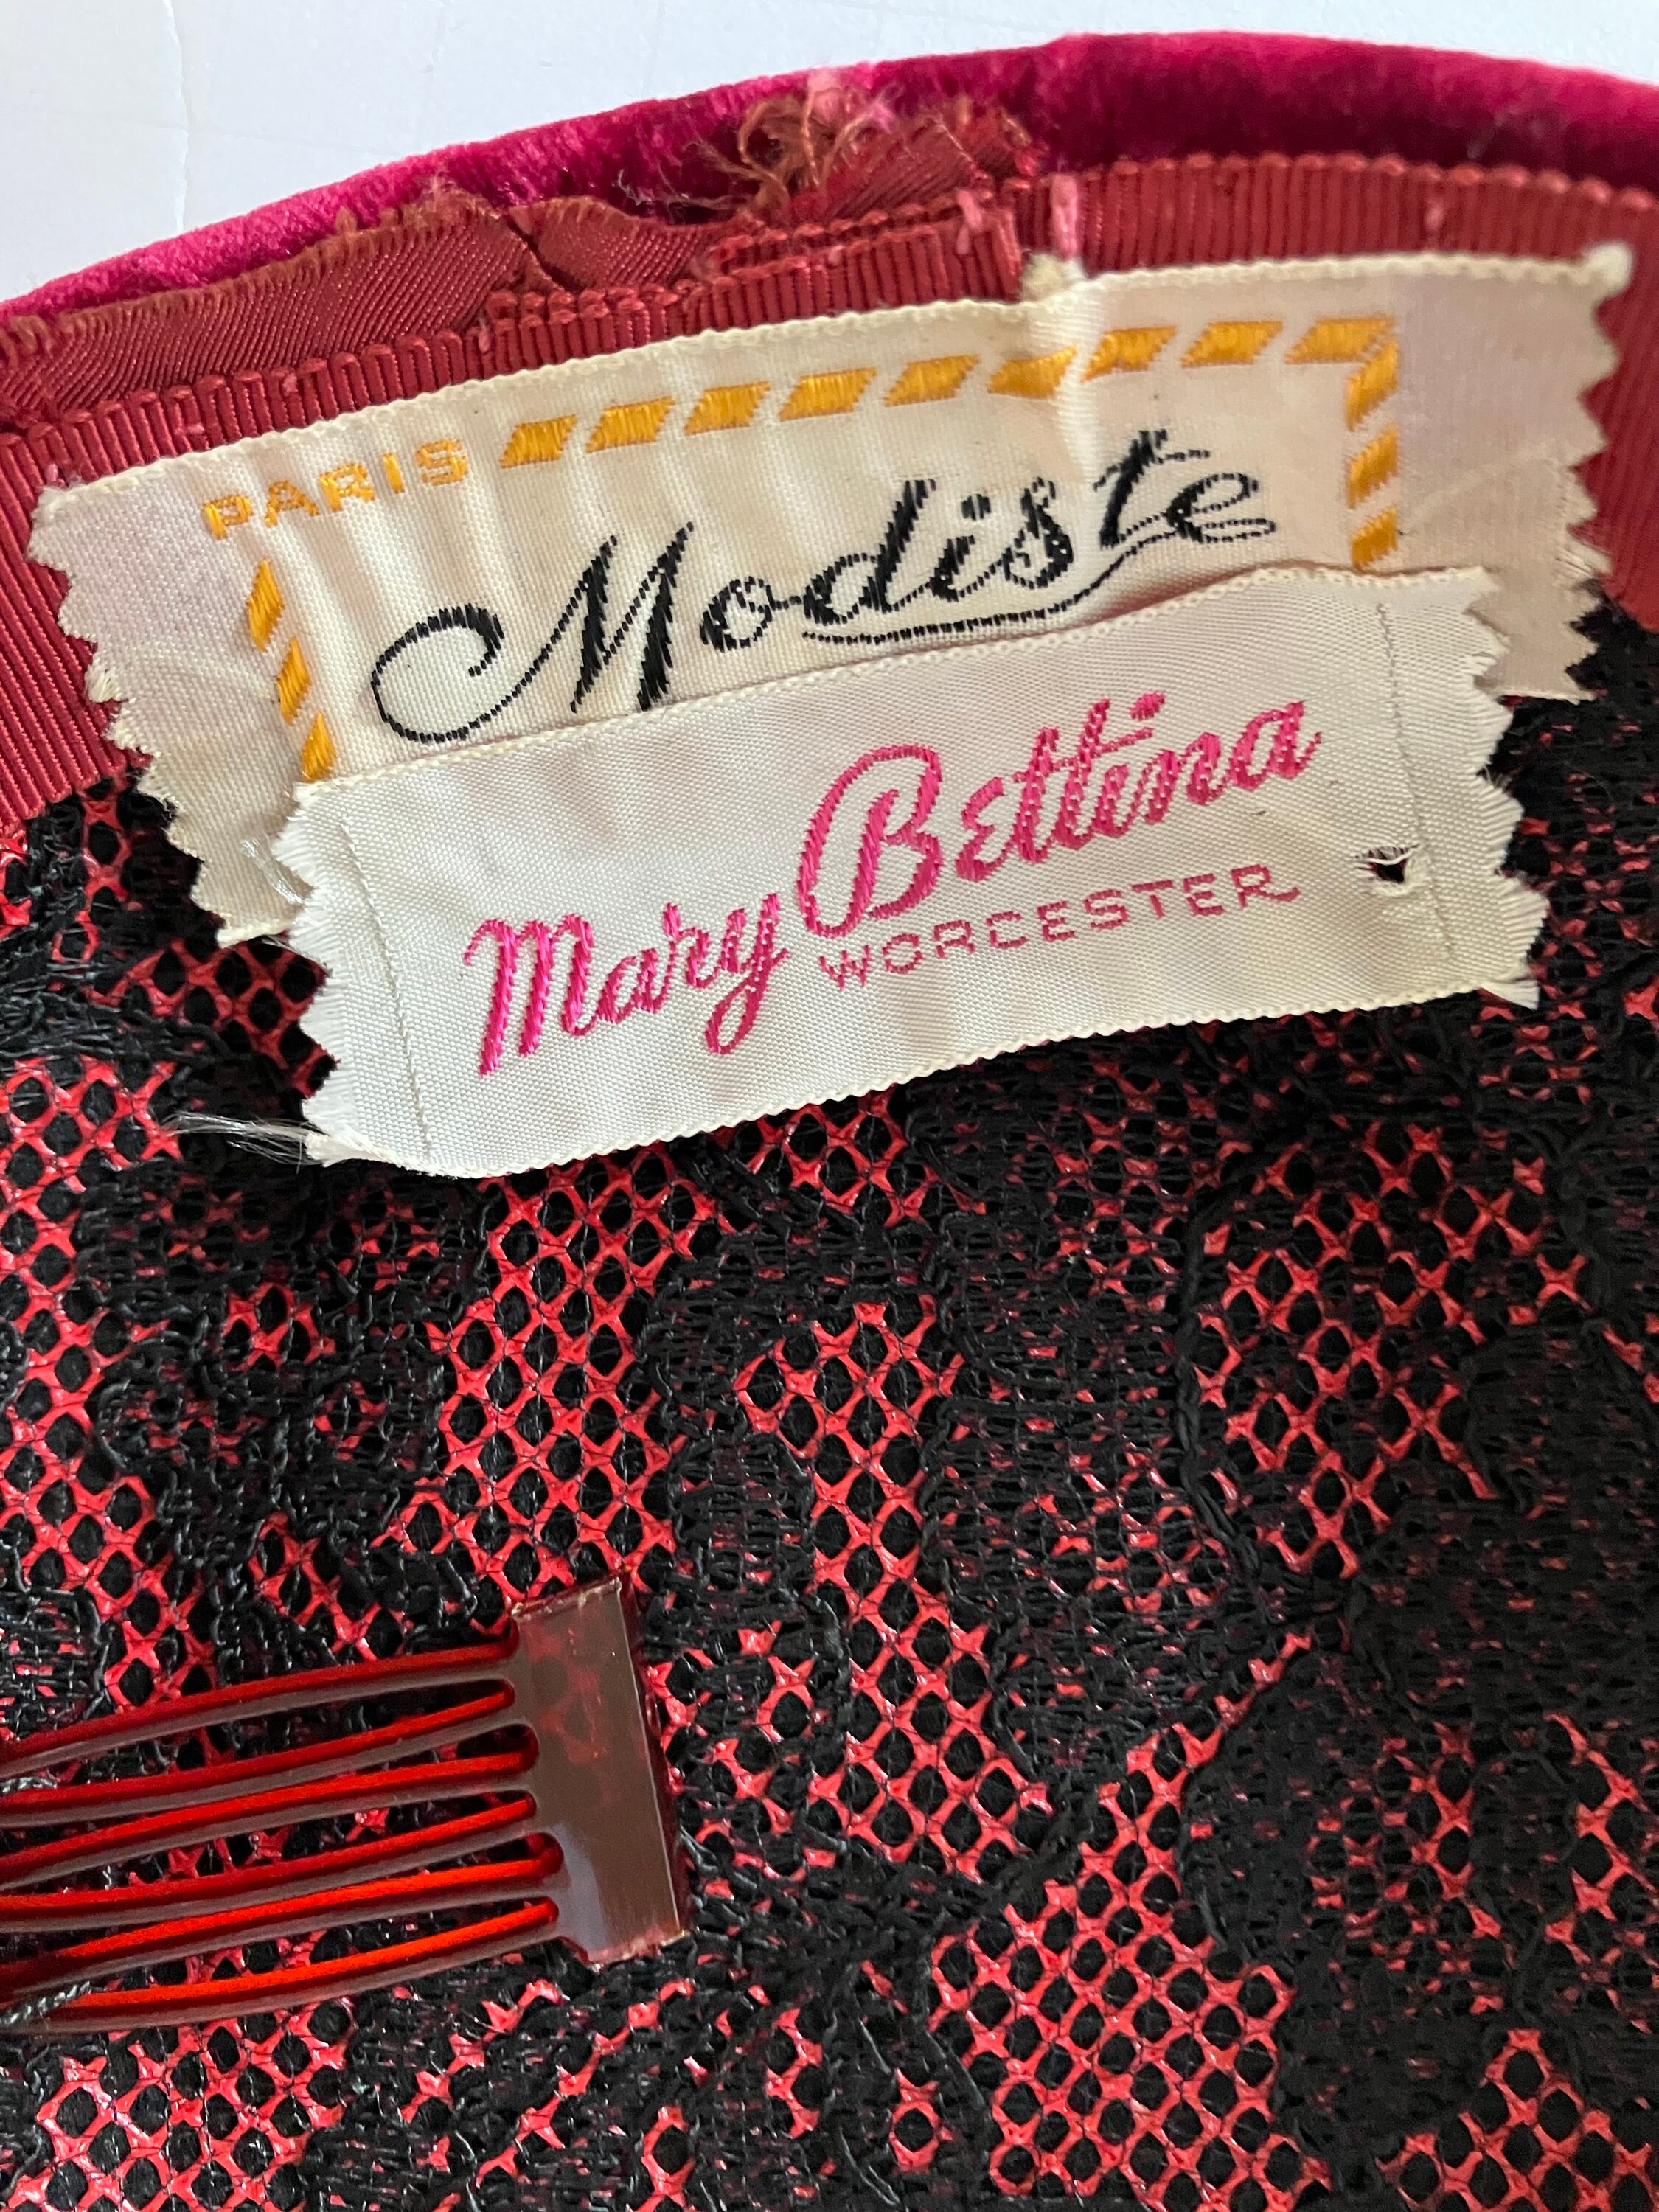 PARIS
Modiste
Mary Bettina
WORCESTER